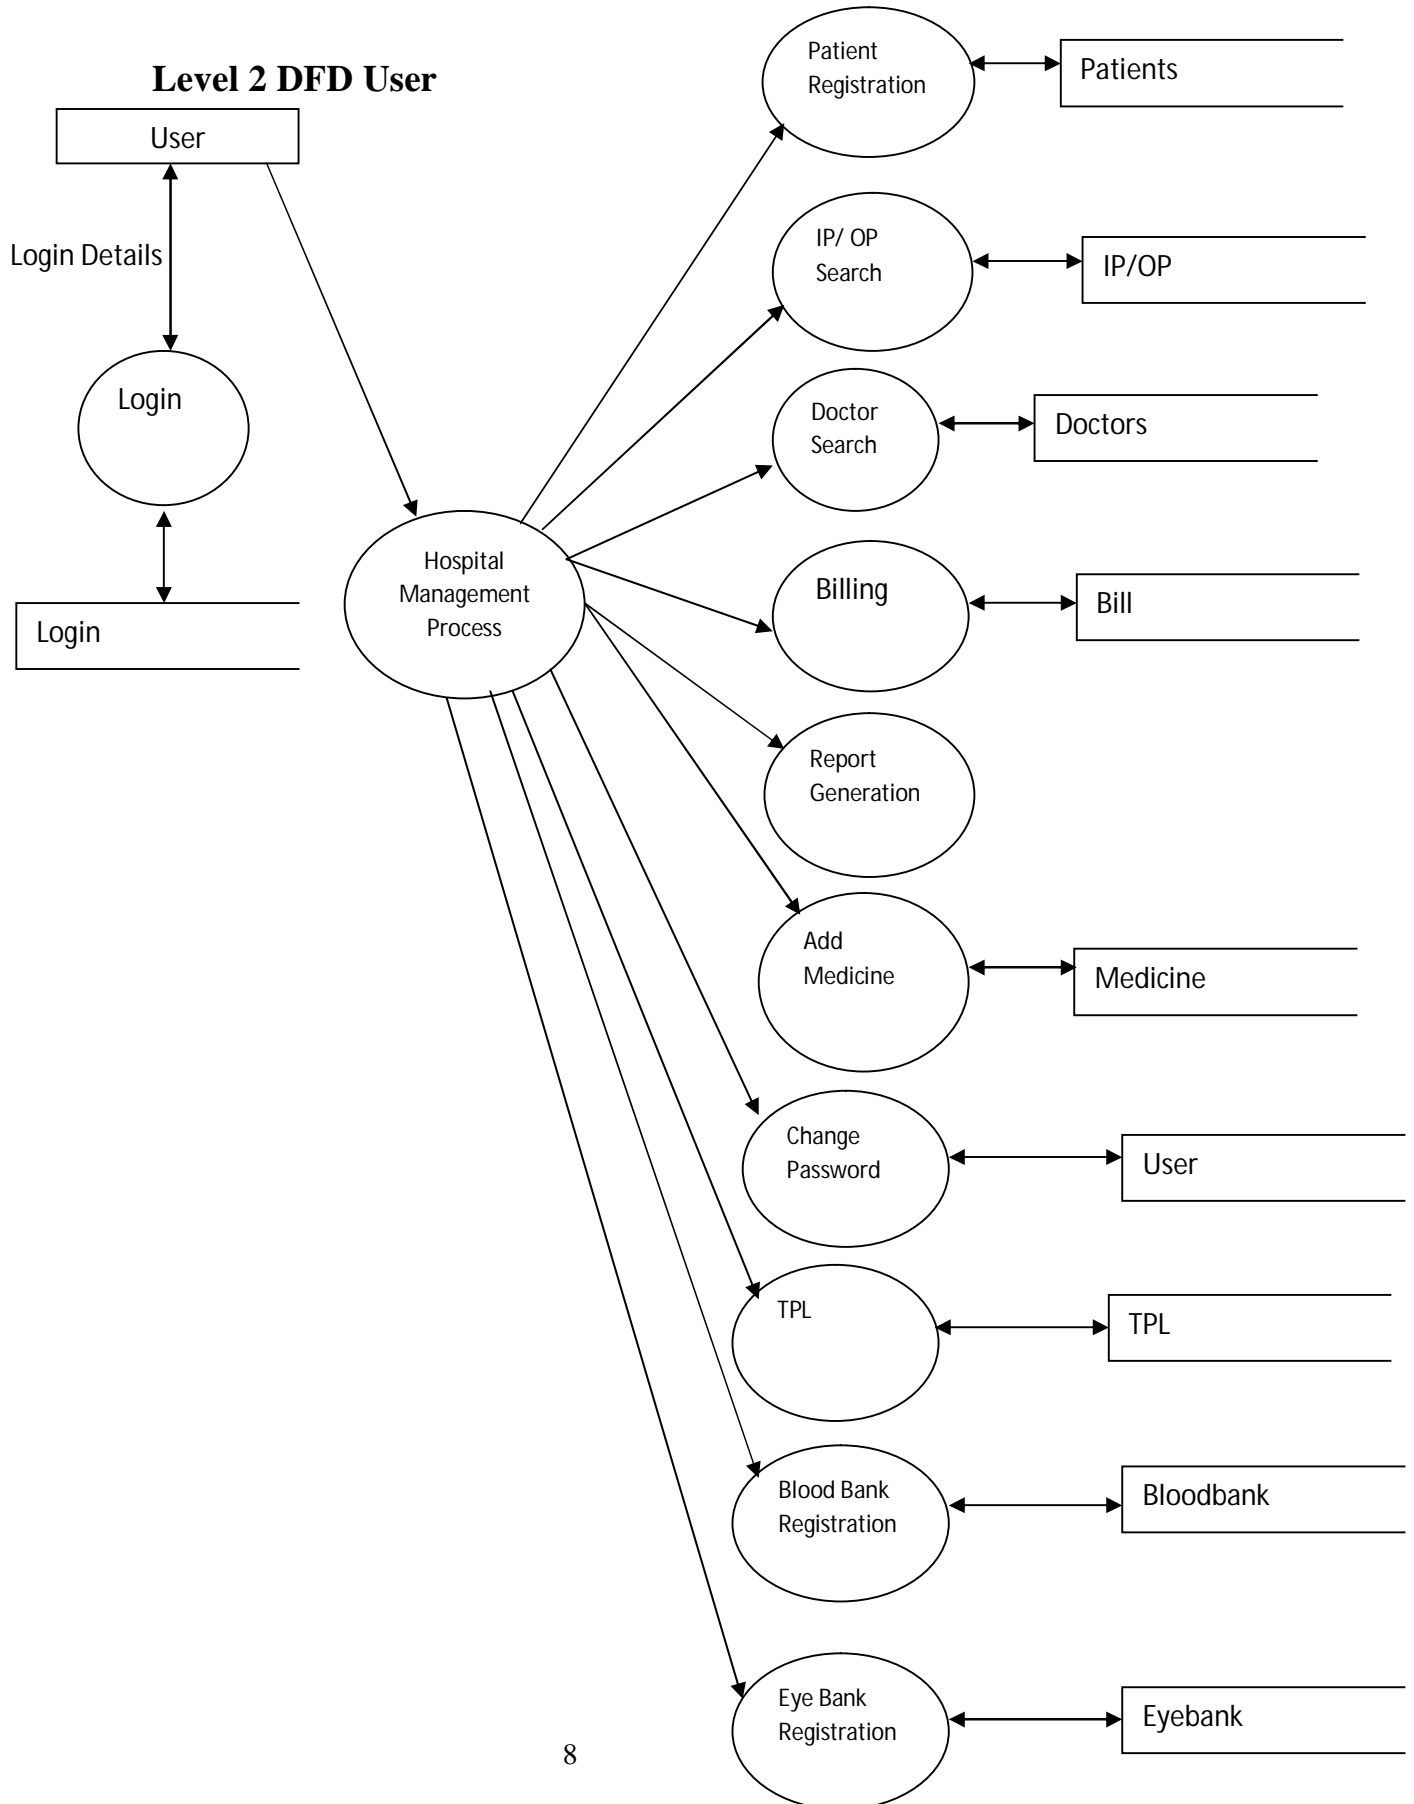 Level 2 DFD User
User
Login Details
Login
Login
Hospital
Management
Process
Patient
Registration
Patients
IP/ OP
Search
IP/OP
Doctor
Search
Doctors
Billing
Bill
Report
Generation
Add
Medicine
Medicine
Change
Password
User
TPL
TPL
Blood Bank
Registration
Bloodbank
Eye Bank
Registration
Eyebank
8